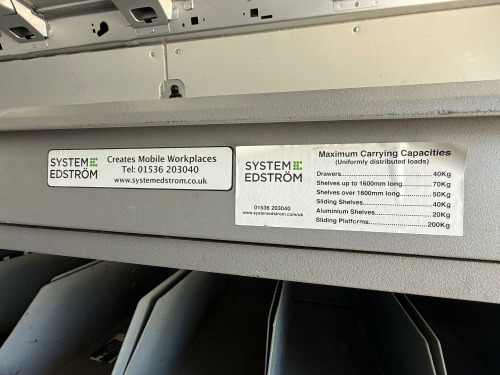 SYSTEM
EDSTRÖM
Creates Mobile Workplaces
Tel: 01536 203040
www.systemedstrom.co.uk
SYSTEM
EDSTRÖM
01536 203040
www.systemedstrom.com/uk
Maximum Carrying Capacities
(Uniformly distributed loads)
Drawers 40Kg
Shelves up to 1600mm long 70Kg
Shelves over 1600mm long 50Kg
Sliding Shelves 40Kg
Aluminium Shelves 20Kg
Sliding Platforms 200Kg